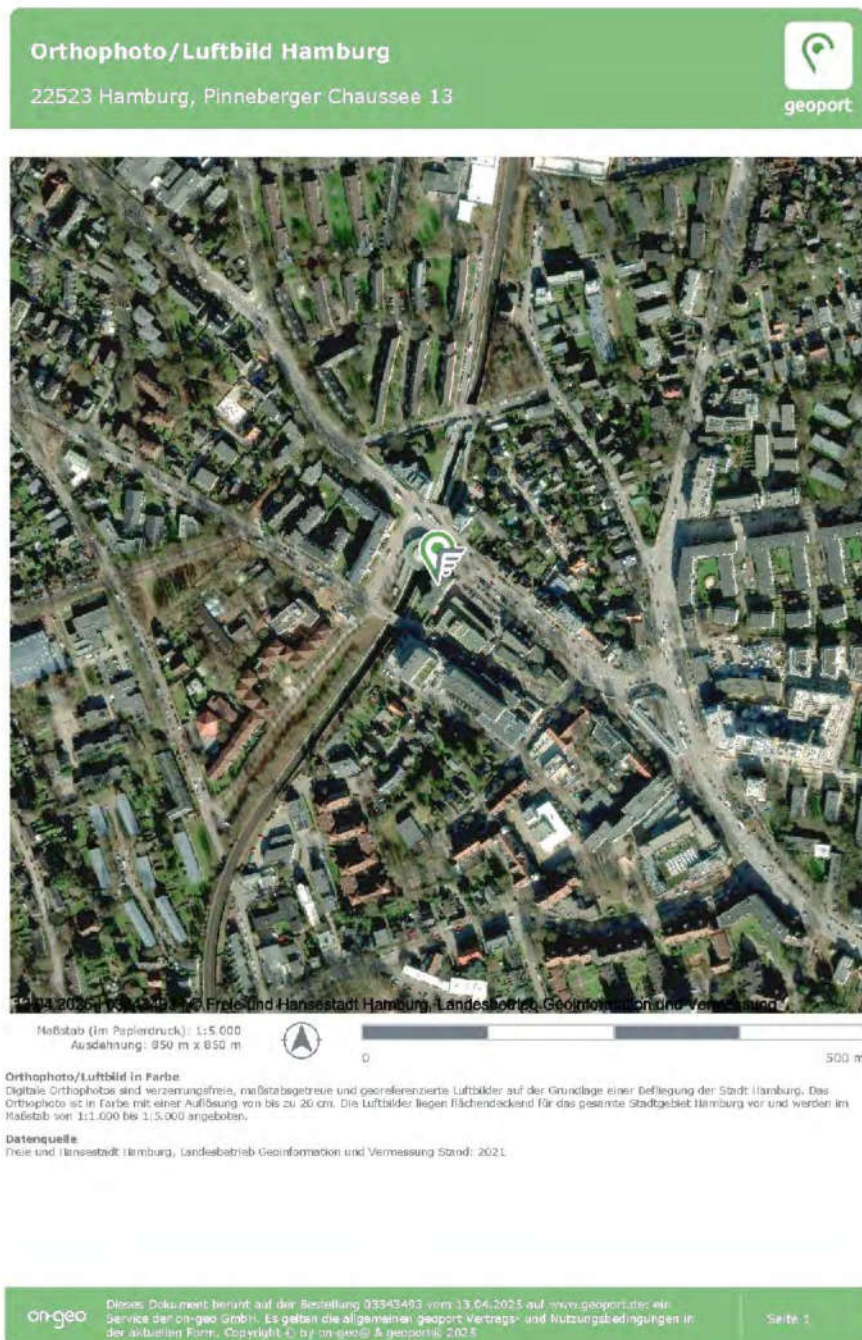 Orthophoto/Luftbild Hamburg
22523 Hamburg, Pinneberger Chaussee 13
geoport
13.04.2025 | 03343493 | © Freie und Hansestadt Hamburg, Landesbetrieb Geoinformation und Vermessung
Maßstab (im Papierdruck): 1:5.000
Ausdehnung: 850 m x 850 m
0
500 m
Orthophoto/Luftbild in Farbe
Digitale Orthophotos sind verzerrungsfreie, maßstabsgetreue und georeferenzierte Luftbilder auf der Grundlage einer Befliegung der Stadt Hamburg. Das
Orthophoto ist in Farbe mit einer Auflösung von bis zu 20 cm. Die Luftbilder liegen flächendeckend für das gesamte Stadtgebiet Hamburg vor und werden im
Maßstab von 1:1.000 bis 1:5.000 angeboten.
Datenquelle
Freie und Hansestadt Hamburg, Landesbetrieb Geoinformation und Vermessung Stand: 2021
on-geo
Dieses Dokument beruht auf der Bestellung 03343493 vom 13.04.2025 auf www.geoport.de: ein
Service der on-geo GmbH. Es gelten die allgemeinen geoport Vertrags- und Nutzungsbedingungen in
der aktuellen Form. Copyright © by on-geo® & geoport® 2025
Seite 1